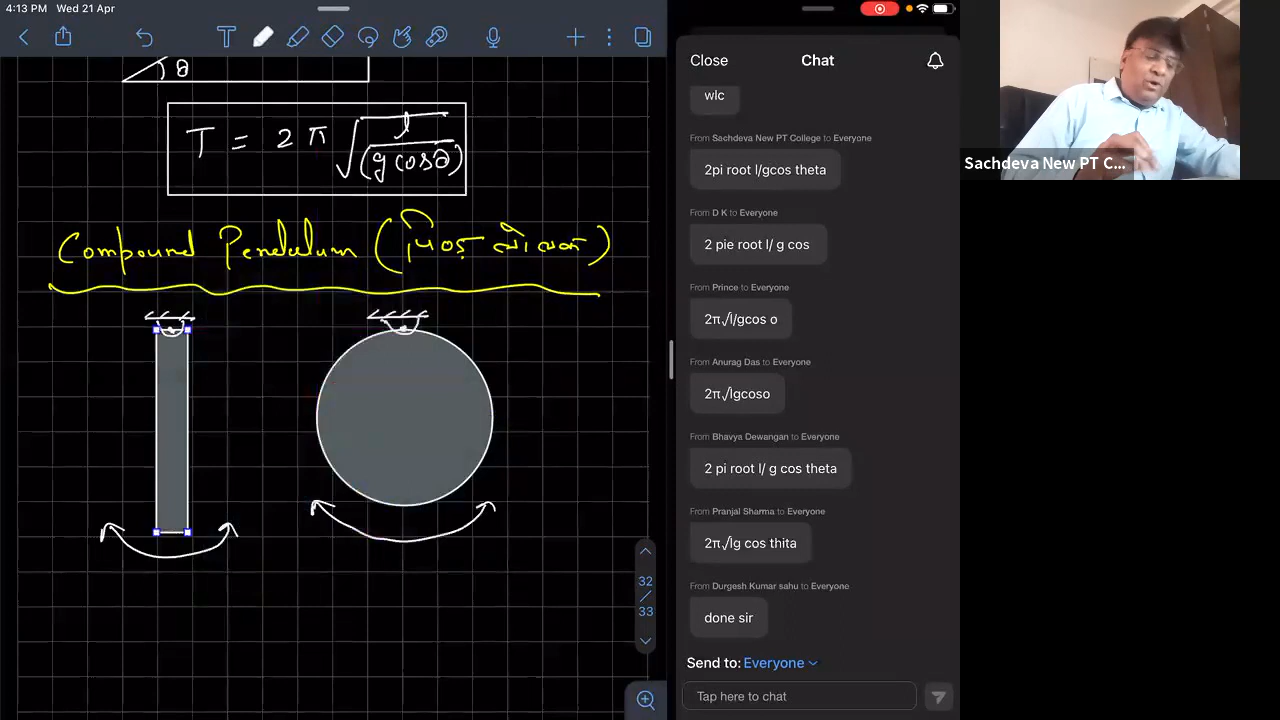 4:13 PM Wed 21 Apr
θ
T = 2 π √l/(g cosθ)
Compound Pendulum (पिण्ड लोलक)
32
/
33
Close
Chat
wlc
From Sachdeva New PT College to Everyone
2pi root l/gcos theta
From D K to Everyone
2 pie root l/ g cos
From Prince to Everyone
2π√l/gcos o
From Anurag Das to Everyone
2π√lgcoso
From Bhavya Dewangan to Everyone
2 pi root l/ g cos theta
From Pranjal Sharma to Everyone
2π√lg cos thita
From Durgesh Kumar sahu to Everyone
done sir
Send to: Everyone
Tap here to chat
Sachdeva New PT C...